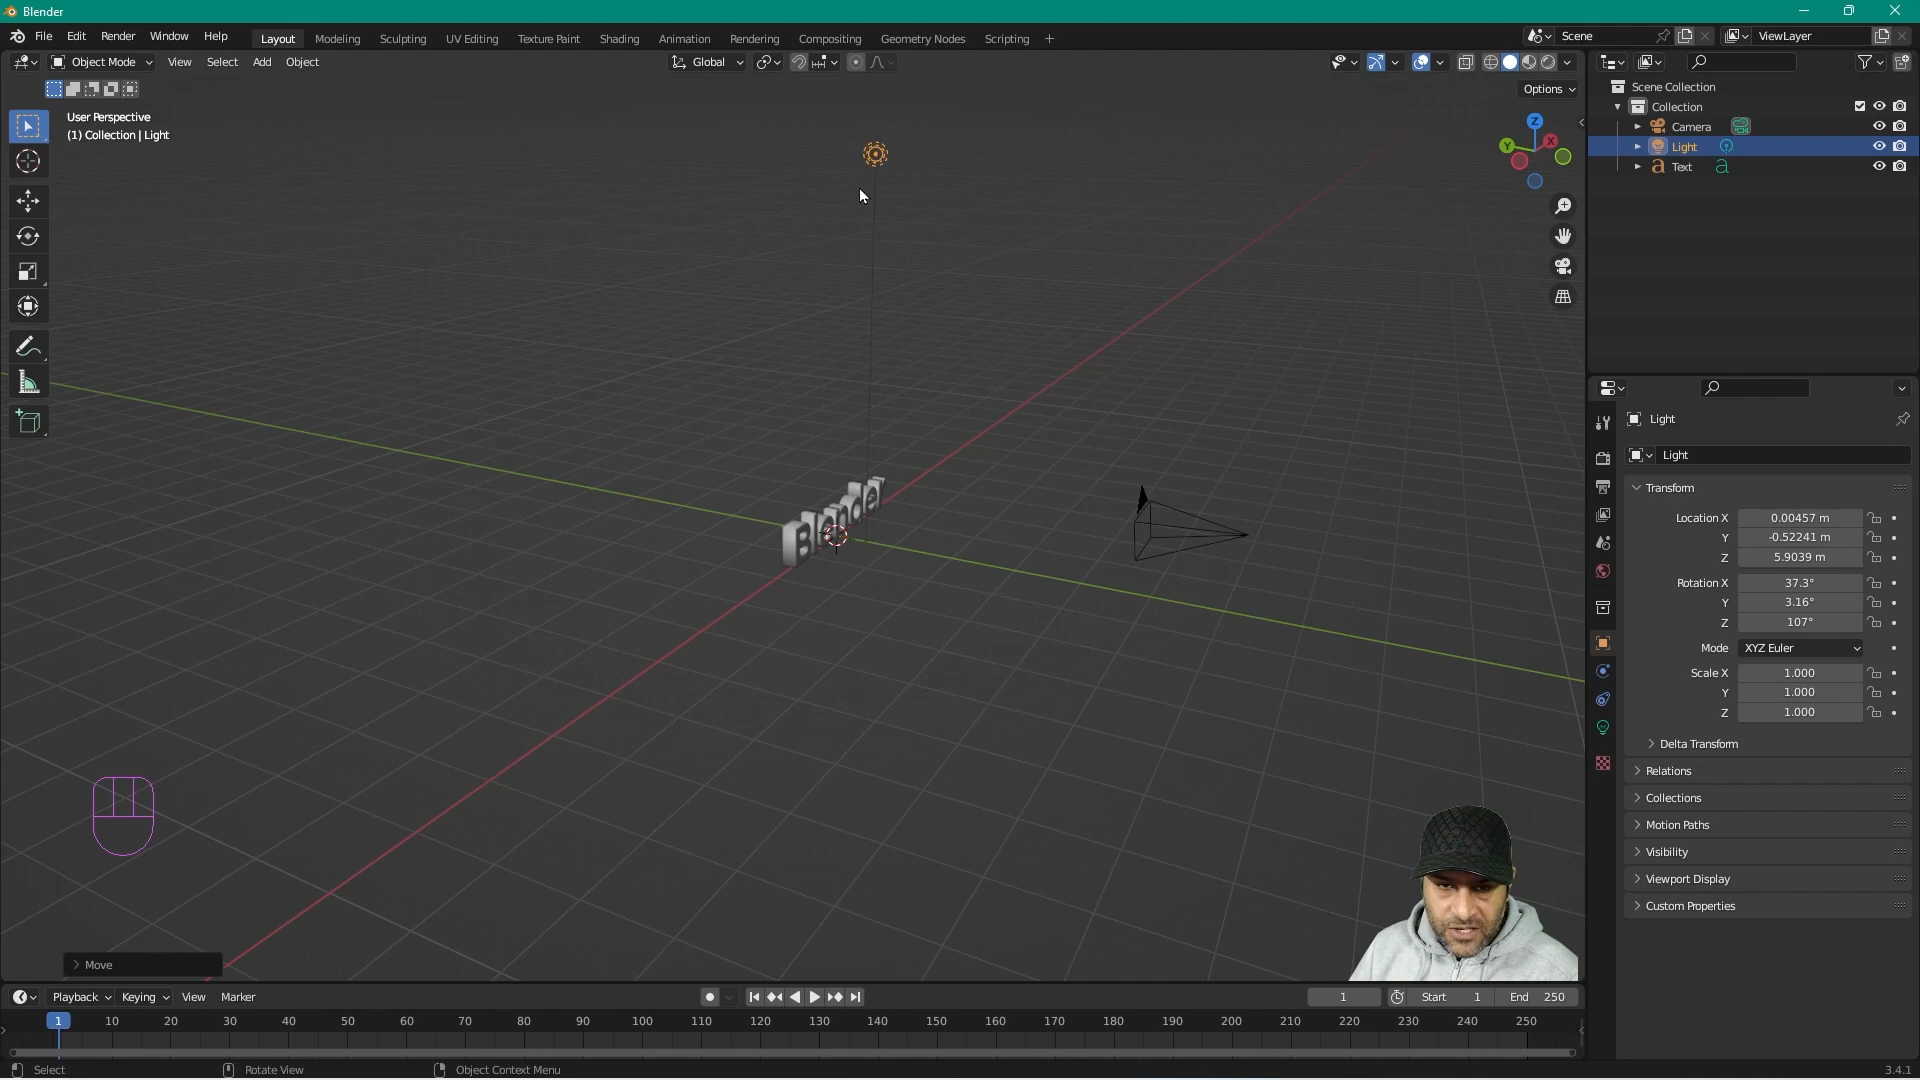 Blender
File Edit Render Window Help Layout Modeling Sculpting UV Editing Texture Paint Shading Animation Rendering Compositing Geometry Nodes Scripting + Scene ViewLayer
Object Mode View Select Add Object Global
Options
User Perspective
(1) Collection | Light
Z
Y
X
Blender
Move
Scene Collection
Collection
Camera
Light
Text
Light
Light
Transform
Location X 0.00457 m
Y -0.52241 m
Z 5.9039 m
Rotation X 37.3°
Y 3.16°
Z 107°
Mode XYZ Euler
Scale X 1.000
Y 1.000
Z 1.000
Delta Transform
Relations
Collections
Motion Paths
Visibility
Viewport Display
Custom Properties
Playback Keying View Marker 1 Start 1 End 250
1 10 20 30 40 50 60 70 80 90 100 110 120 130 140 150 160 170 180 190 200 210 220 230 240 250
Select Rotate View Object Context Menu 3.4.1